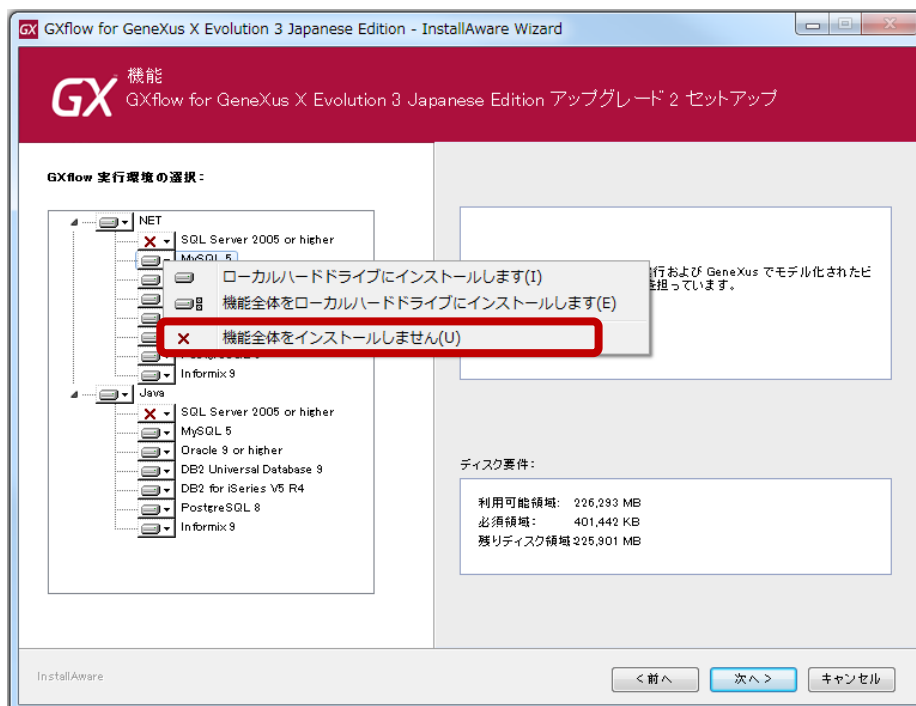 GX GXflow for GeneXus X Evolution 3 Japanese Edition - InstallAware Wizard
GX 機能
GXflow for GeneXus X Evolution 3 Japanese Edition アップグレード 2 セットアップ
GXflow 実行環境の選択:
NET
SQL Server 2005 or higher
MySQL 5
ローカルハードドライブにインストールします(I)
機能全体をローカルハードドライブにインストールします(E)
機能全体をインストールしません(U)
行および GeneXus でモデル化されたビ
を担っています。
Informix 9
Java
SQL Server 2005 or higher
MySQL 5
Oracle 9 or higher
DB2 Universal Database 9
DB2 for iSeries V5 R4
PostgreSQL 8
Informix 9
ディスク要件:
利用可能領域: 226,293 MB
必須領域: 401,442 KB
残りディスク領域 225,901 MB
InstallAware
<前へ 次へ> キャンセル